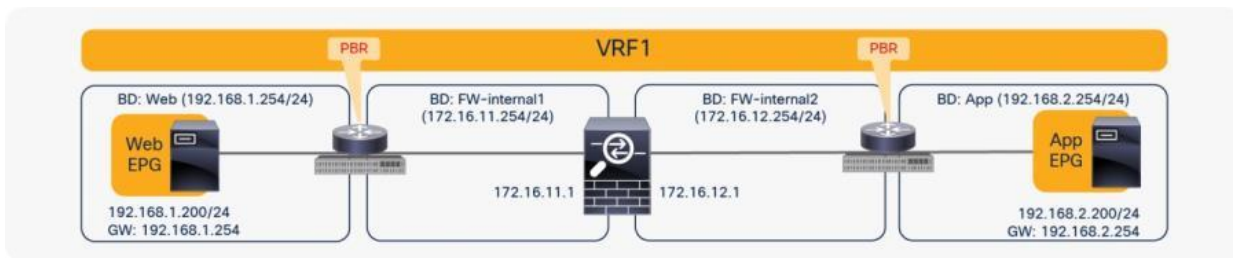 VRF1
PBR
PBR
BD: Web (192.168.1.254/24)
BD: FW-internal1
(172.16.11.254/24)
BD: FW-internal2
(172.16.12.254/24)
BD: App (192.168.2.254/24)
Web
EPG
App
EPG
172.16.11.1
172.16.12.1
192.168.1.200/24
GW: 192.168.1.254
192.168.2.200/24
GW: 192.168.2.254